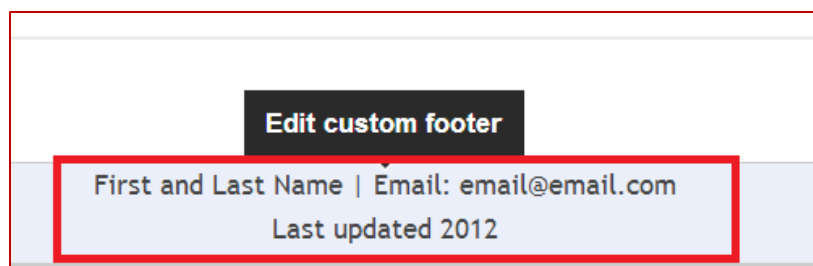 Edit custom footer
First and Last Name | Email: email@email.com
Last updated 2012